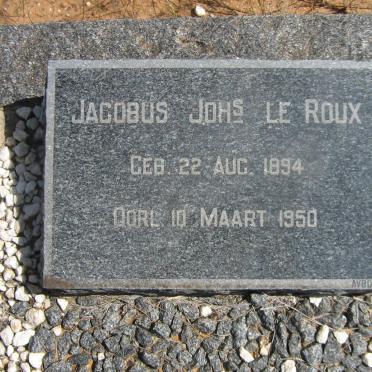 JACOBUS JOHS LE ROUX
GEB. 22 AUG. 1894
OORL 10 MAART 1950